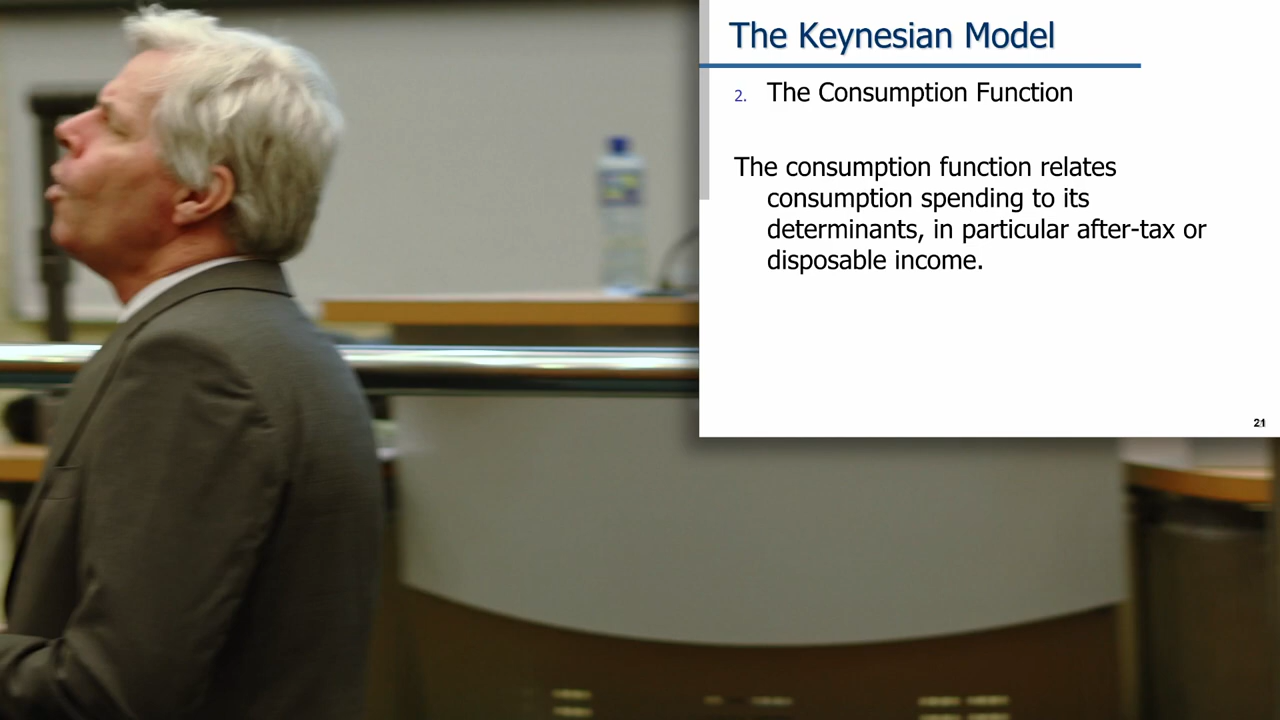 The Keynesian Model
2. The Consumption Function
The consumption function relates
consumption spending to its
determinants, in particular after-tax or
disposable income.
21